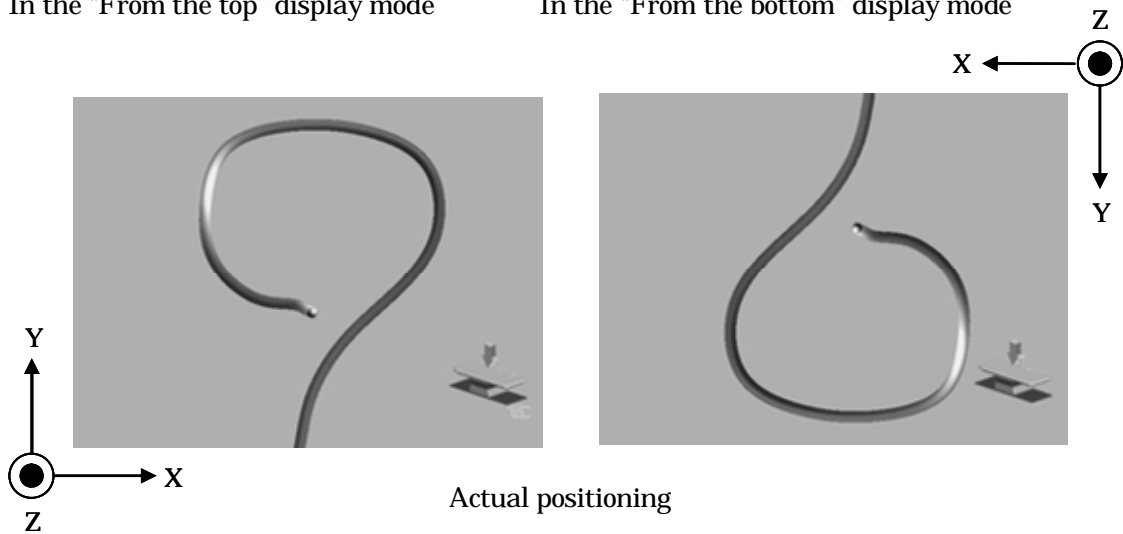 In the "From the top" display mode
In the "From the bottom" display mode
Z
X
Y
Y
X
Z
Actual positioning